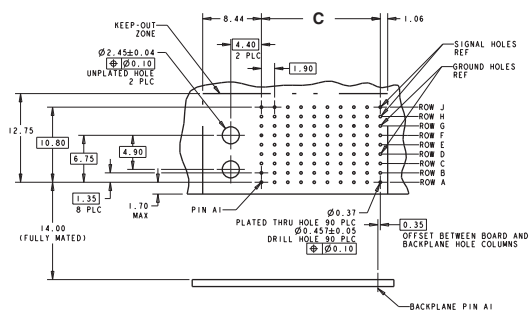 8.44
C
1.06
KEEP-OUT
ZONE
4.40
2 PLC
SIGNAL HOLES
REF
Ø2.45±0.04
⌖ Ø0.10
UNPLATED HOLE
2 PLC
1.90
GROUND HOLES
REF
ROW J
ROW H
ROW G
ROW F
ROW E
ROW D
ROW C
ROW B
ROW A
12.75
10.80
6.75
4.90
1.35
8 PLC
1.70
MAX
PIN A1
Ø0.37
PLATED THRU HOLE 90 PLC
Ø0.457±0.05
DRILL HOLE 90 PLC
⌖ Ø0.10
0.35
OFFSET BETWEEN BOARD AND
BACKPLANE HOLE COLUMNS
14.00
(FULLY MATED)
BACKPLANE PIN A1